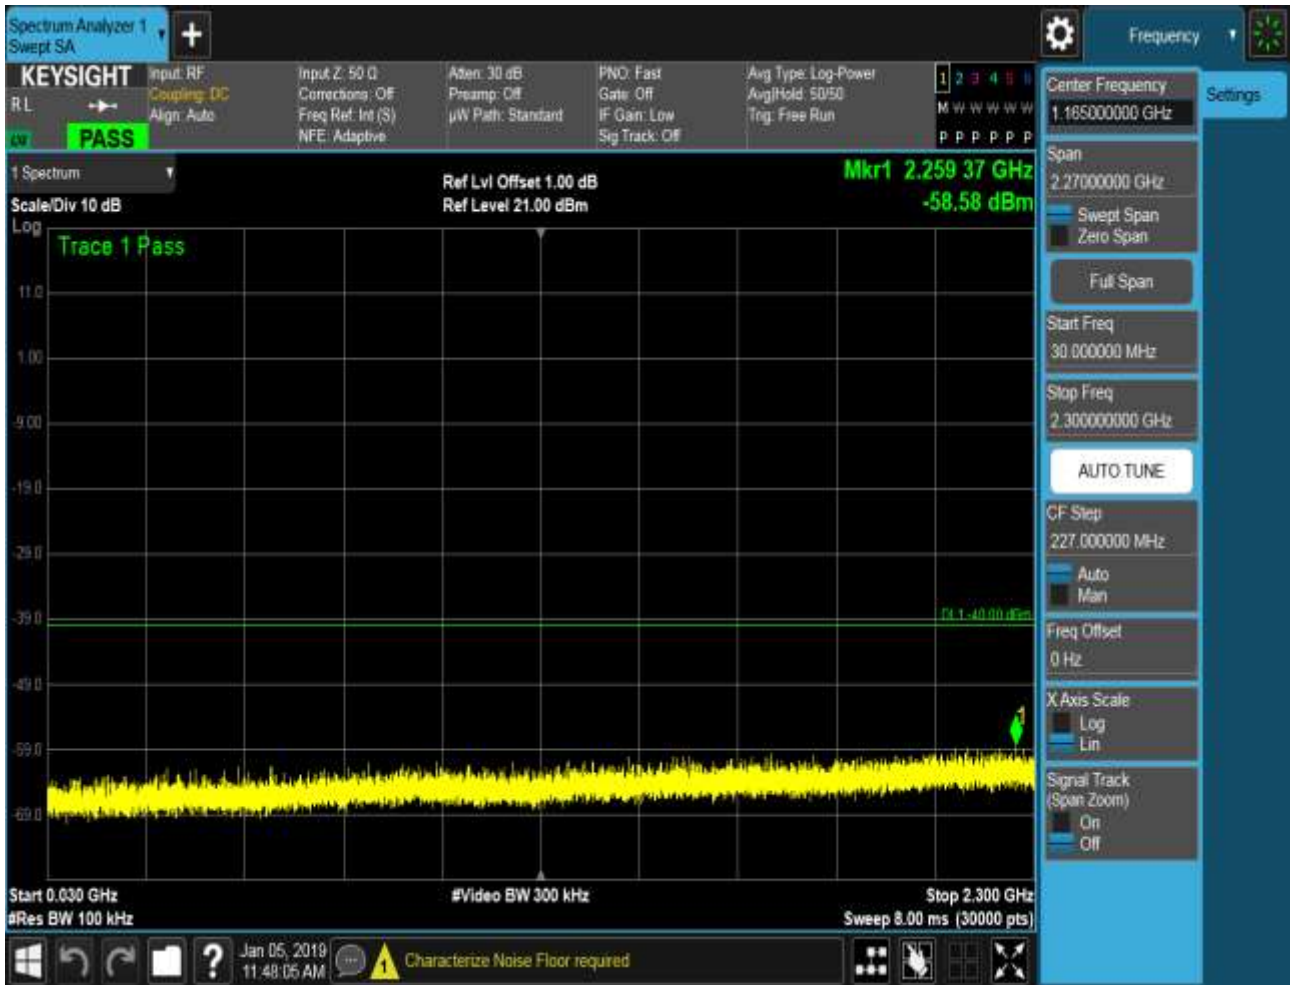 Spectrum Analyzer 1
Swept SA
+
Frequency
KEYSIGHT
RL
PASS
Input: RF
Coupling: DC
Align: Auto
Input Z: 50 Ω
Corrections: Off
Freq Ref: Int (S)
NFE: Adaptive
Atten: 30 dB
Preamp: Off
µW Path: Standard
PNO: Fast
Gate: Off
IF Gain: Low
Sig Track: Off
Avg Type: Log-Power
Avg|Hold: 50/50
Trig: Free Run
1 2 3 4 5 6
M W W W W W
P P P P P P
1 Spectrum
Scale/Div 10 dB
Log
Ref Lvl Offset 1.00 dB
Ref Level 21.00 dBm
Mkr1 2.259 37 GHz
-58.58 dBm
Trace 1 Pass
11.0
1.00
-9.00
-19.0
-29.0
-39.0
-49.0
-59.0
-69.0
DL1 -40.00 dBm
1
Start 0.030 GHz
#Res BW 100 kHz
#Video BW 300 kHz
Stop 2.300 GHz
Sweep 8.00 ms (30000 pts)
Center Frequency
1.165000000 GHz
Settings
Span
2.27000000 GHz
Swept Span
Zero Span
Full Span
Start Freq
30.000000 MHz
Stop Freq
2.300000000 GHz
AUTO TUNE
CF Step
227.000000 MHz
Auto
Man
Freq Offset
0 Hz
X Axis Scale
Log
Lin
Signal Track
(Span Zoom)
On
Off
?
Jan 05, 2019
11:48:05 AM
1
Characterize Noise Floor required